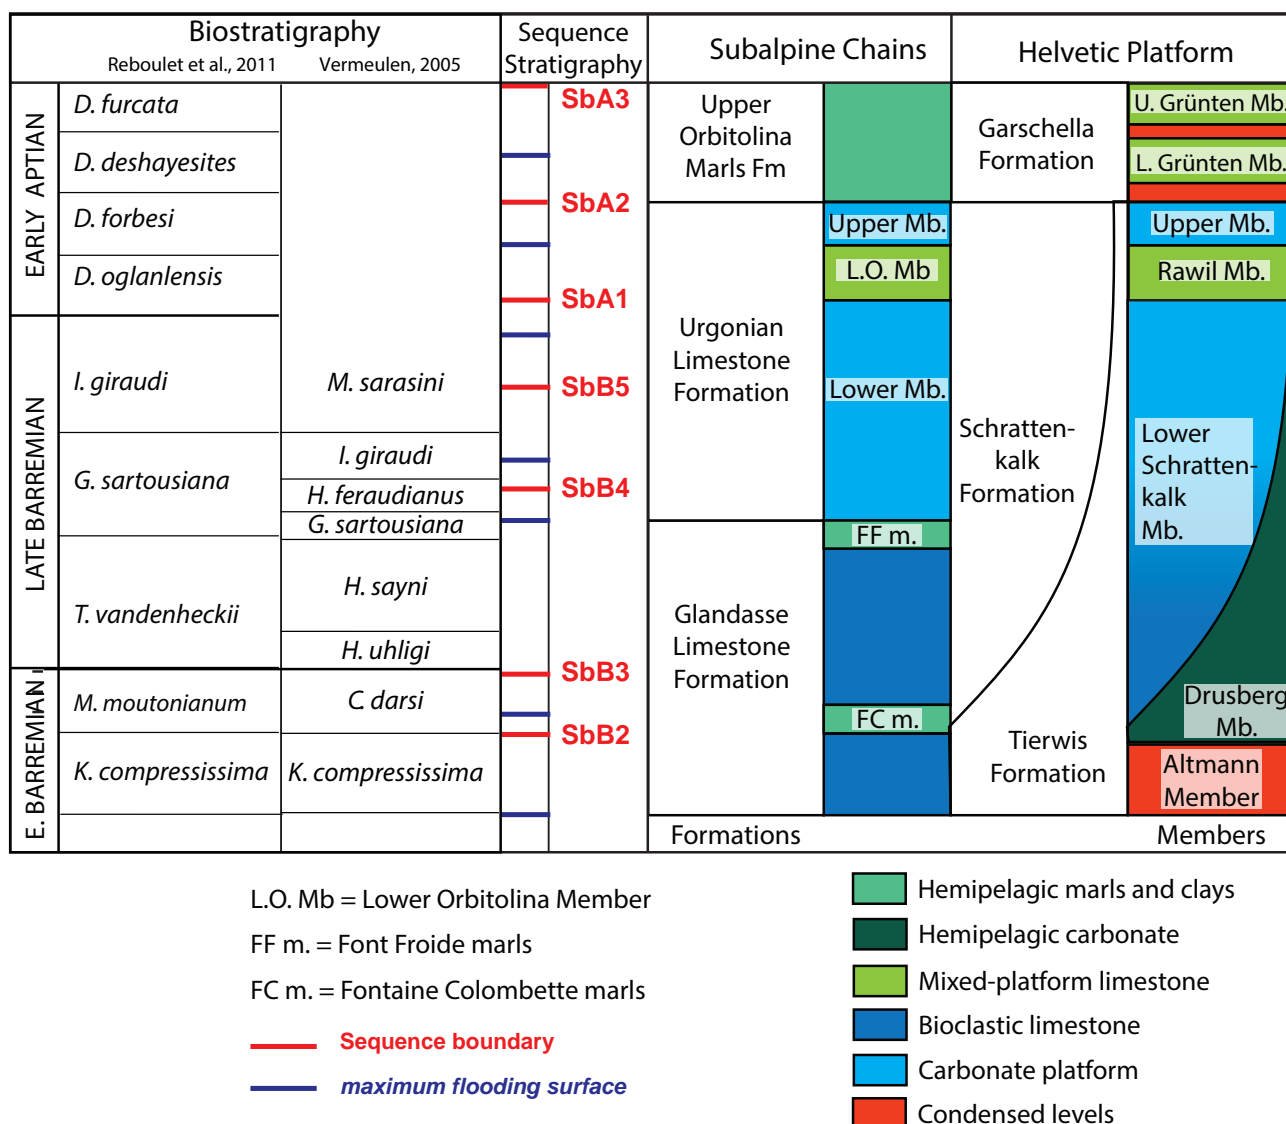 Biostratigraphy
Reboulet et al., 2011
Vermeulen, 2005
Sequence
Stratigraphy
Subalpine Chains
Helvetic Platform
EARLY APTIAN
LATE BARREMIAN
E. BARREMIAN
D. furcata
D. deshayesites
D. forbesi
D. oglanlensis
I. giraudi
G. sartousiana
T. vandenheckii
M. moutonianum
K. compressissima
M. sarasini
I. giraudi
H. feraudianus
G. sartousiana
H. sayni
H. uhligi
C darsi
K. compressissima
SbA3
SbA2
SbA1
SbB5
SbB4
SbB3
SbB2
Upper
Orbitolina
Marls Fm
Urgonian
Limestone
Formation
Glandasse
Limestone
Formation
Formations
Upper Mb.
L.O. Mb
Lower Mb.
FF m.
FC m.
Garschella
Formation
Schratten-
kalk
Formation
Tierwis
Formation
U. Grünten Mb.
L. Grünten Mb.
Upper Mb.
Rawil Mb.
Lower
Schratten-
kalk
Mb.
Drusberg
Mb.
Altmann
Member
Members
L.O. Mb = Lower Orbitolina Member
FF m. = Font Froide marls
FC m. = Fontaine Colombette marls
Sequence boundary
maximum flooding surface
Hemipelagic marls and clays
Hemipelagic carbonate
Mixed-platform limestone
Bioclastic limestone
Carbonate platform
Condensed levels